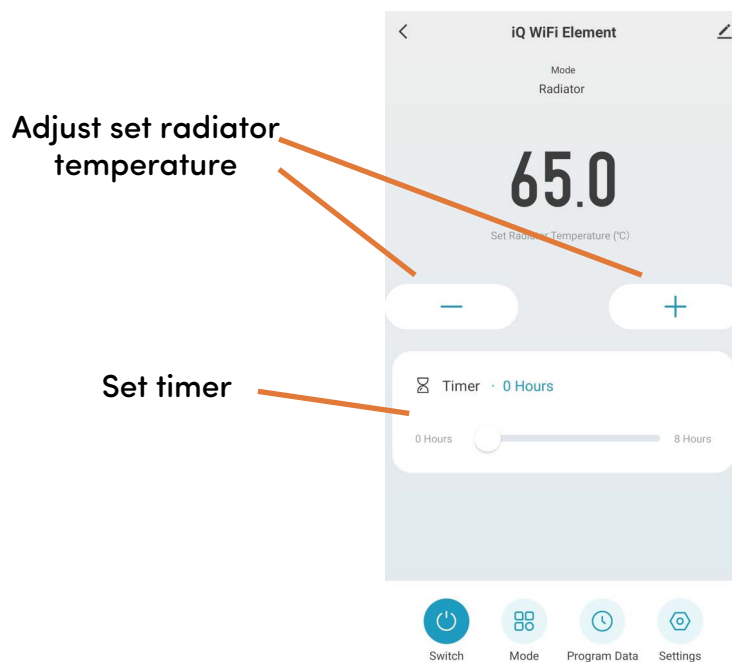 iQ WiFi Element
Mode
Radiator
Adjust set radiator
temperature
65.0
Set Radiator Temperature (°C)
Set timer
Timer · 0 Hours
0 Hours
8 Hours
Switch
Mode
Program Data
Settings